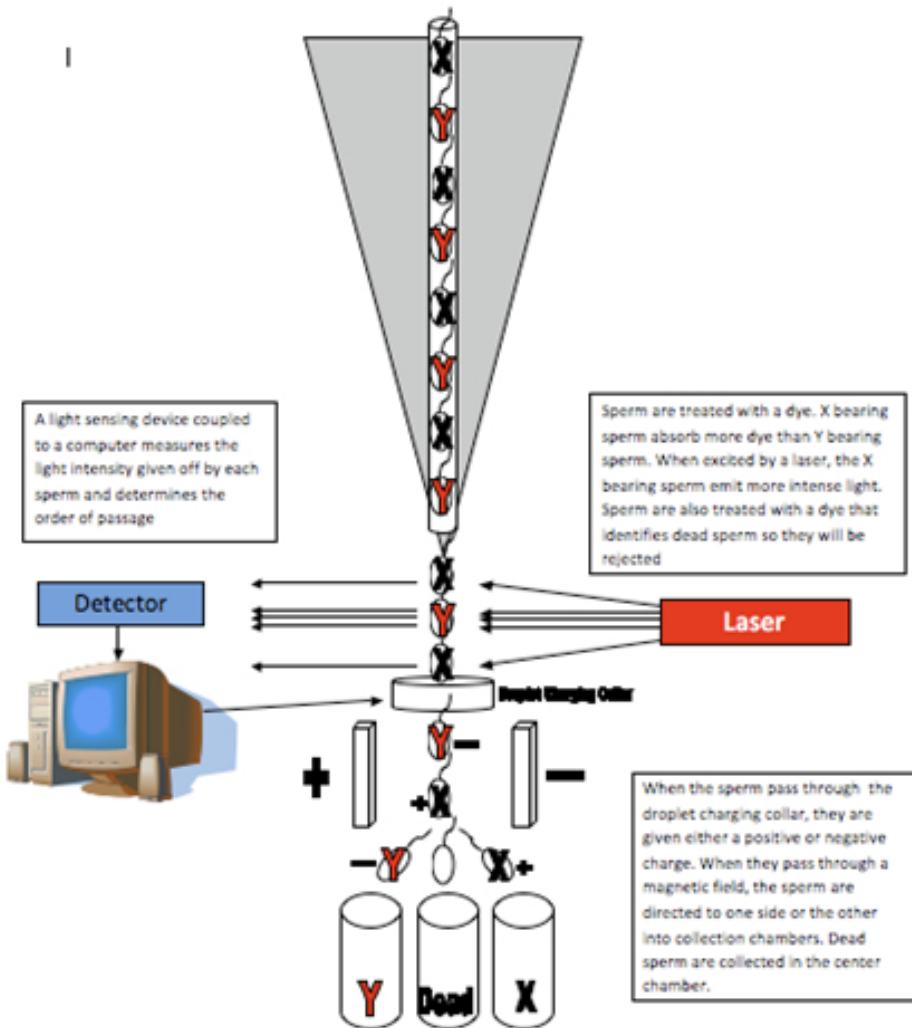 I
X
Y
X
Y
X
Y
X
Y
A light sensing device coupled
to a computer measures the
light intensity given off by each
sperm and determines the
order of passage
Sperm are treated with a dye. X bearing
sperm absorb more dye than Y bearing
sperm. When excited by a laser, the X
bearing sperm emit more intense light.
Sperm are also treated with a dye that
identifies dead sperm so they will be
rejected
X
Detector
Y
Laser
X
Droplet Charging Collar
Y —
+ —
+ X
When the sperm pass through the
droplet charging collar, they are
given either a positive or negative
charge. When they pass through a
magnetic field, the sperm are
directed to one side or the other
into collection chambers. Dead
sperm are collected in the center
chamber.
— Y X +
Y Dead X